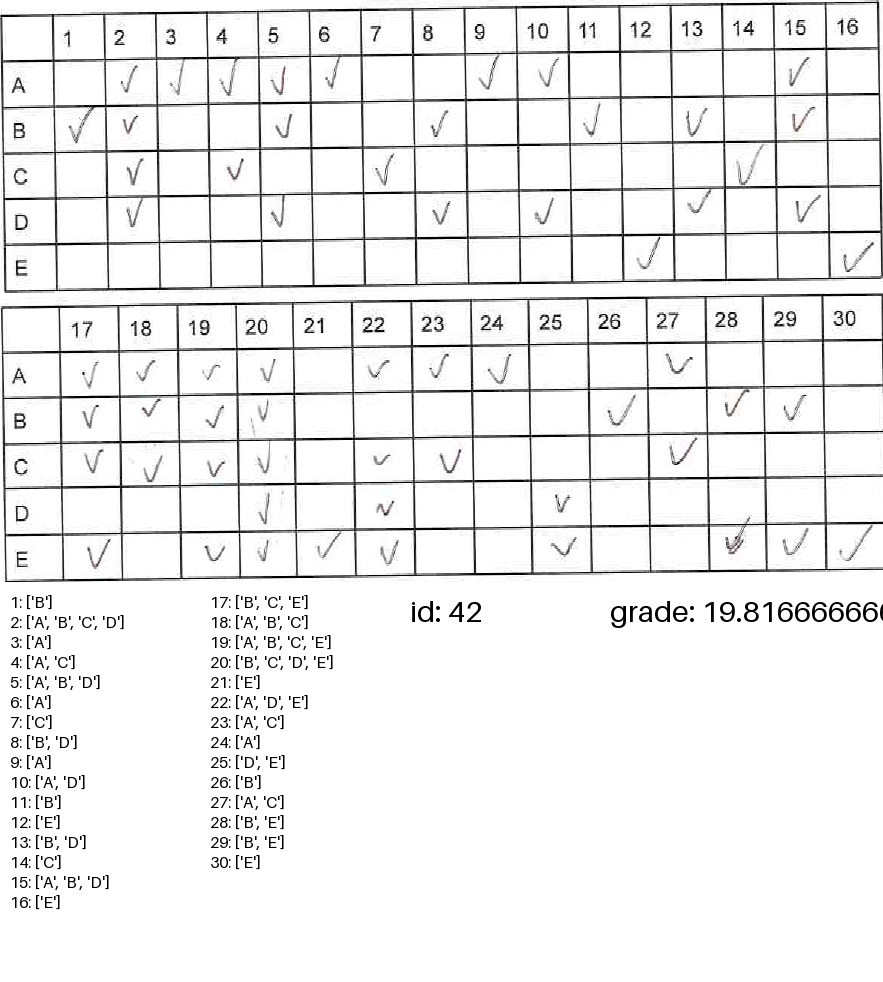 1 2 3 4 5 6 7 8 9 10 11 12 13 14 15 16
A ✓ ✓ ✓ ✓ ✓ ✓ ✓ ✓
B ✓ ✓ ✓ ✓ ✓ ✓ ✓
C ✓ ✓ ✓ ✓
D ✓ ✓ ✓ ✓ ✓ ✓
E ✓ ✓
17 18 19 20 21 22 23 24 25 26 27 28 29 30
A ✓ ✓ ✓ ✓ ✓ ✓ ✓ ✓
B ✓ ✓ ✓ ✓ ✓ ✓ ✓
C ✓ ✓ ✓ ✓ ✓ ✓ ✓
D ✓ ✓ ✓
E ✓ ✓ ✓ ✓ ✓ ✓ ✓ ✓ ✓
1: ['B']
2: ['A', 'B', 'C', 'D']
3: ['A']
4: ['A', 'C']
5: ['A', 'B', 'D']
6: ['A']
7: ['C']
8: ['B', 'D']
9: ['A']
10: ['A', 'D']
11: ['B']
12: ['E']
13: ['B', 'D']
14: ['C']
15: ['A', 'B', 'D']
16: ['E']
17: ['B', 'C', 'E']
18: ['A', 'B', 'C']
19: ['A', 'B', 'C', 'E']
20: ['B', 'C', 'D', 'E']
21: ['E']
22: ['A', 'D', 'E']
23: ['A', 'C']
24: ['A']
25: ['D', 'E']
26: ['B']
27: ['A', 'C']
28: ['B', 'E']
29: ['B', 'E']
30: ['E']
id: 42
grade: 19.816666666